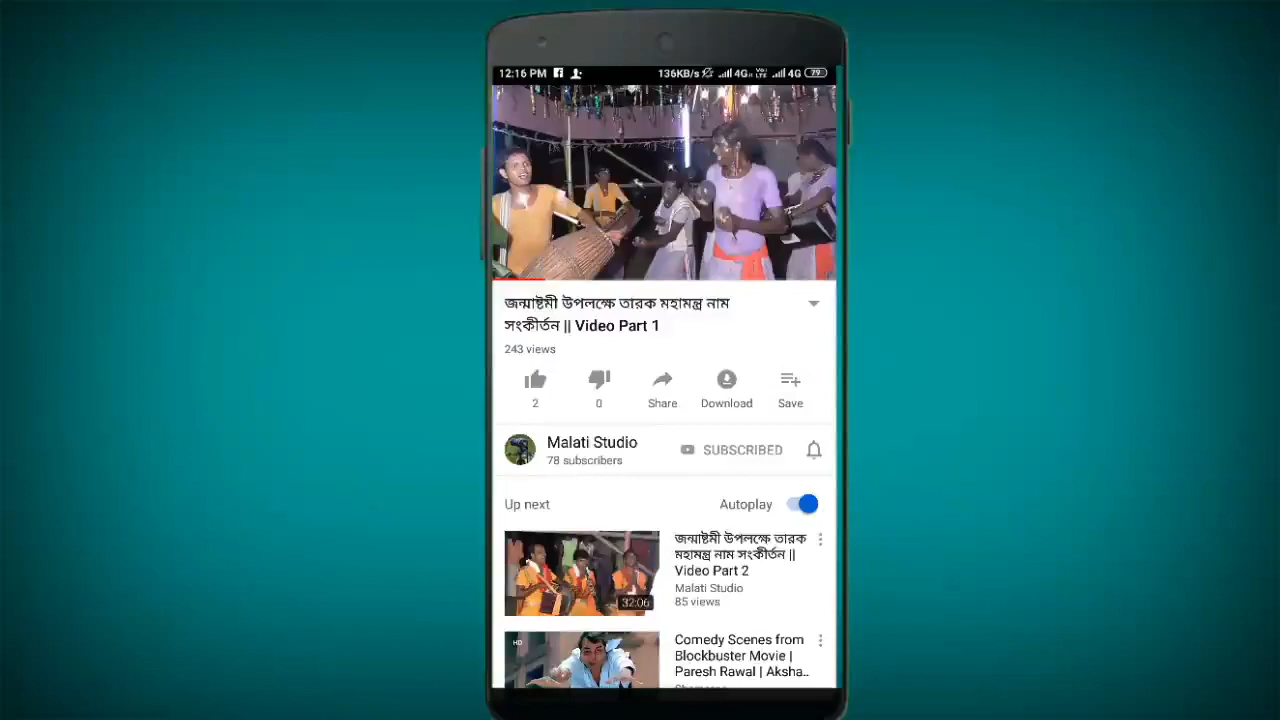 12:16 PM 136KB/s 4G VoLTE 4G 79
জন্মাষ্টমী উপলক্ষে তারক মহামন্ত্র নাম
সংকীর্তন || Video Part 1
243 views
2 0 Share Download Save
Malati Studio
SUBSCRIBED
78 subscribers
Up next Autoplay
জন্মাষ্টমী উপলক্ষে তারক
মহামন্ত্র নাম সংকীর্তন ||
Video Part 2
Malati Studio
85 views
32:06
HD
Comedy Scenes from
Blockbuster Movie |
Paresh Rawal | Aksha..